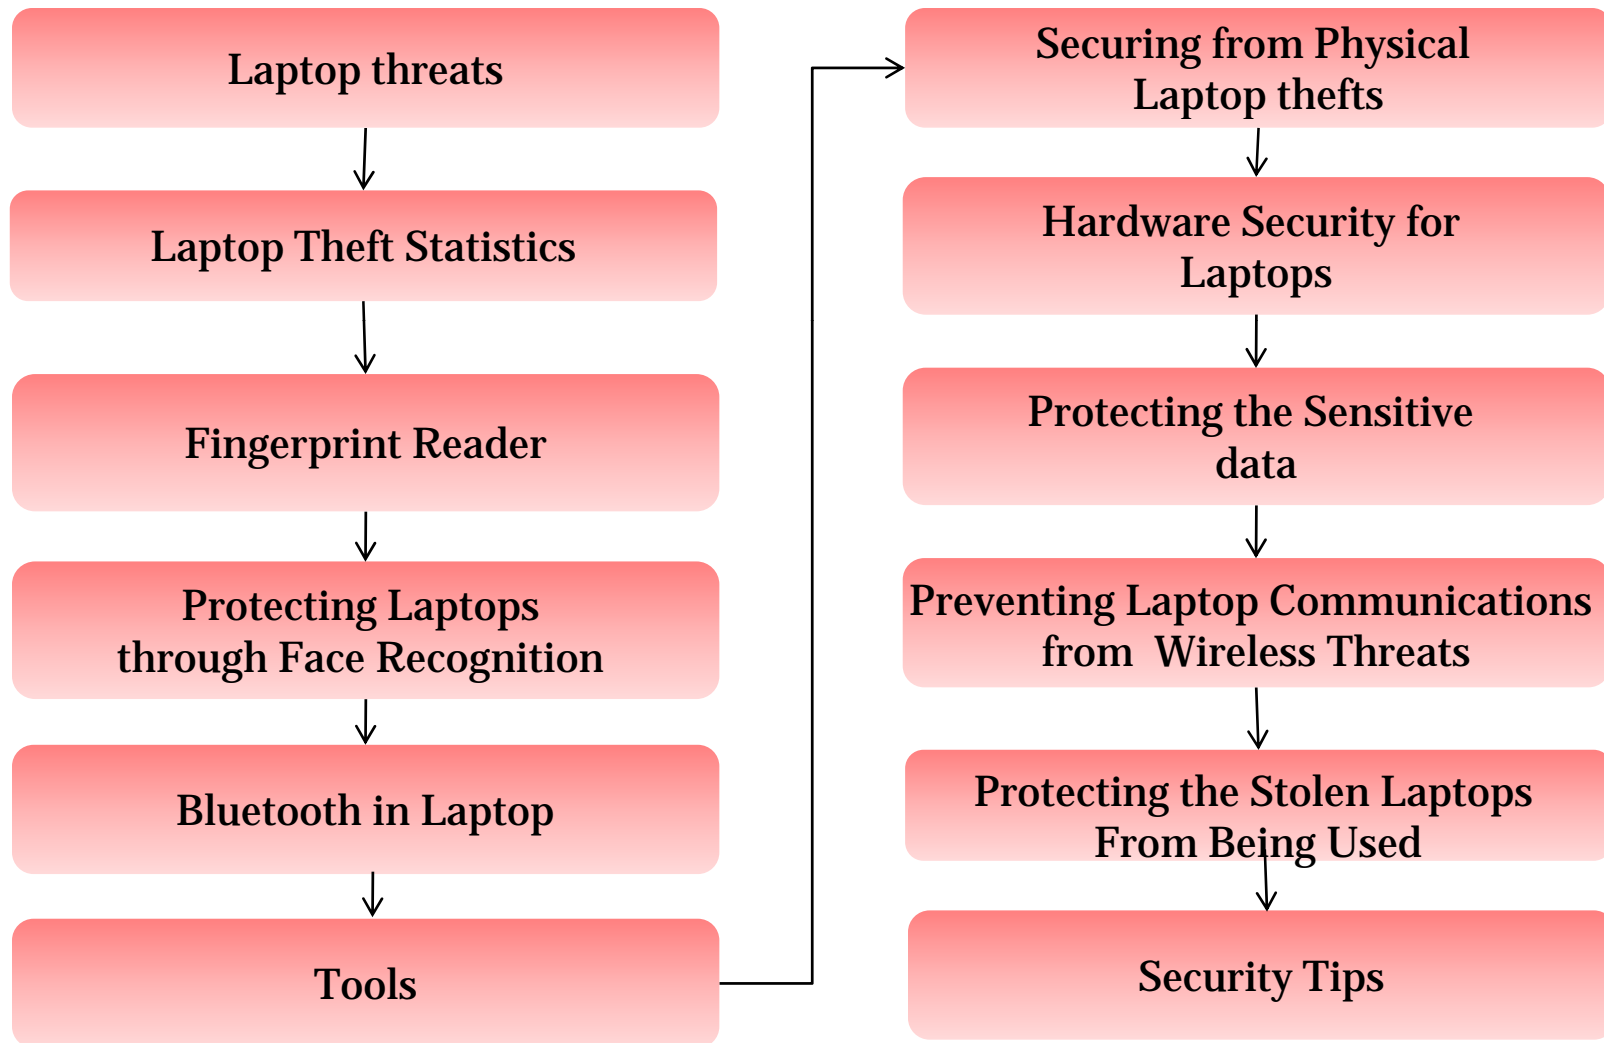 Laptop threats
Laptop Theft Statistics
Fingerprint Reader
Protecting Laptops
through Face Recognition
Bluetooth in Laptop
Tools
Securing from Physical
Laptop thefts
Hardware Security for
Laptops
Protecting the Sensitive
data
Preventing Laptop Communications
from  Wireless Threats
Protecting the Stolen Laptops
From Being Used
Security Tips